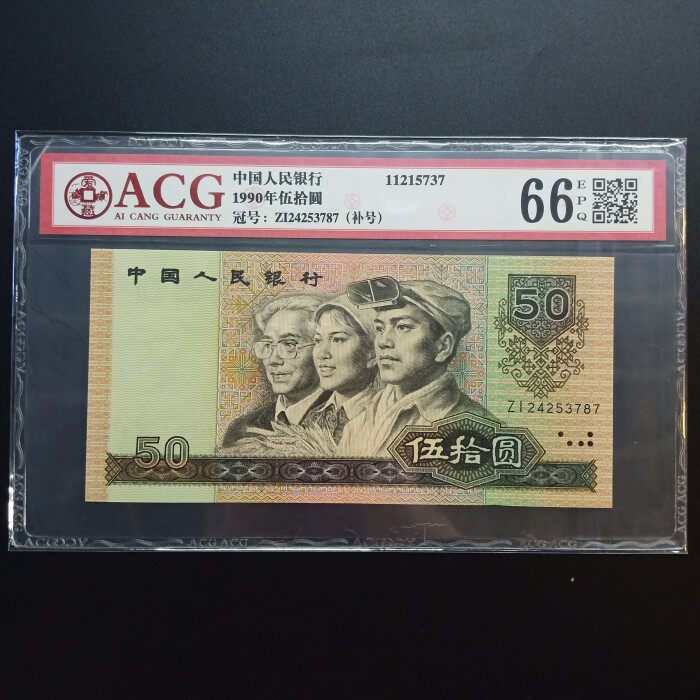 ACG
AI CANG GUARANTY
中国人民银行
1990年伍拾圆
冠号：ZI24253787（补号）
11215737
66
EPQ
中国人民银行
50
ZI24253787
50
伍拾圆